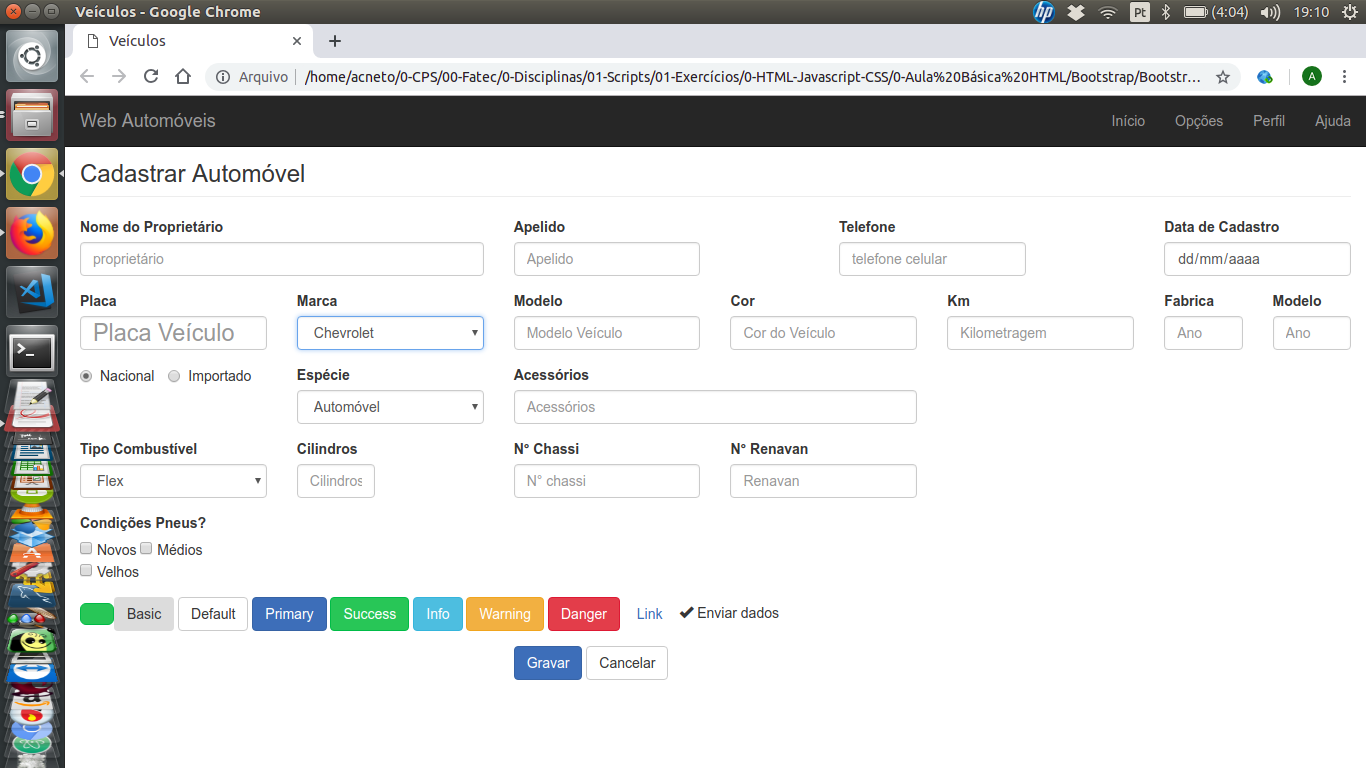 Veículos - Google Chrome
hp Pt (4:04) 19:10
Veículos
Arquivo /home/acneto/0-CPS/00-Fatec/0-Disciplinas/01-Scripts/01-Exercícios/0-HTML-Javascript-CSS/0-Aula%20Básica%20HTML/Bootstrap/Bootstr... A
Web Automóveis Início Opções Perfil Ajuda
Cadastrar Automóvel
Nome do Proprietário Apelido Telefone Data de Cadastro
proprietário Apelido telefone celular dd/mm/aaaa
Placa Marca Modelo Cor Km Fabrica Modelo
Placa Veículo Chevrolet Modelo Veículo Cor do Veículo Kilometragem Ano Ano
Nacional Importado Espécie Acessórios
Automóvel Acessórios
Tipo Combustível Cilindros N° Chassi N° Renavan
Flex Cilindros N° chassi Renavan
Condições Pneus?
Novos Médios
Velhos
Basic Default Primary Success Info Warning Danger Link Enviar dados
Gravar Cancelar